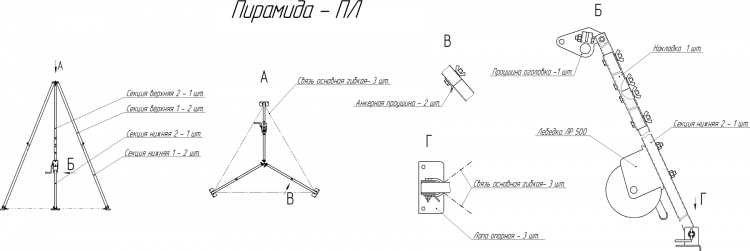 Пирамида – П/1
А
Секция верхняя 2 – 1 шт.
Секция верхняя 1 – 2 шт.
Секция нижняя 2 – 1 шт.
Секция нижняя 1 – 2 шт.
Б
А
Связь основная гибкая– 3 шт.
В
В
Анкерная проушина – 2 шт.
Г
Связь основная гибкая– 3 шт.
Лапа опорная – 3 шт.
Б
Накладка 1 шт.
Проушина оголовка –1 шт.
Лебедка ЛР 500
Секция нижняя 2 – 1 шт.
Г